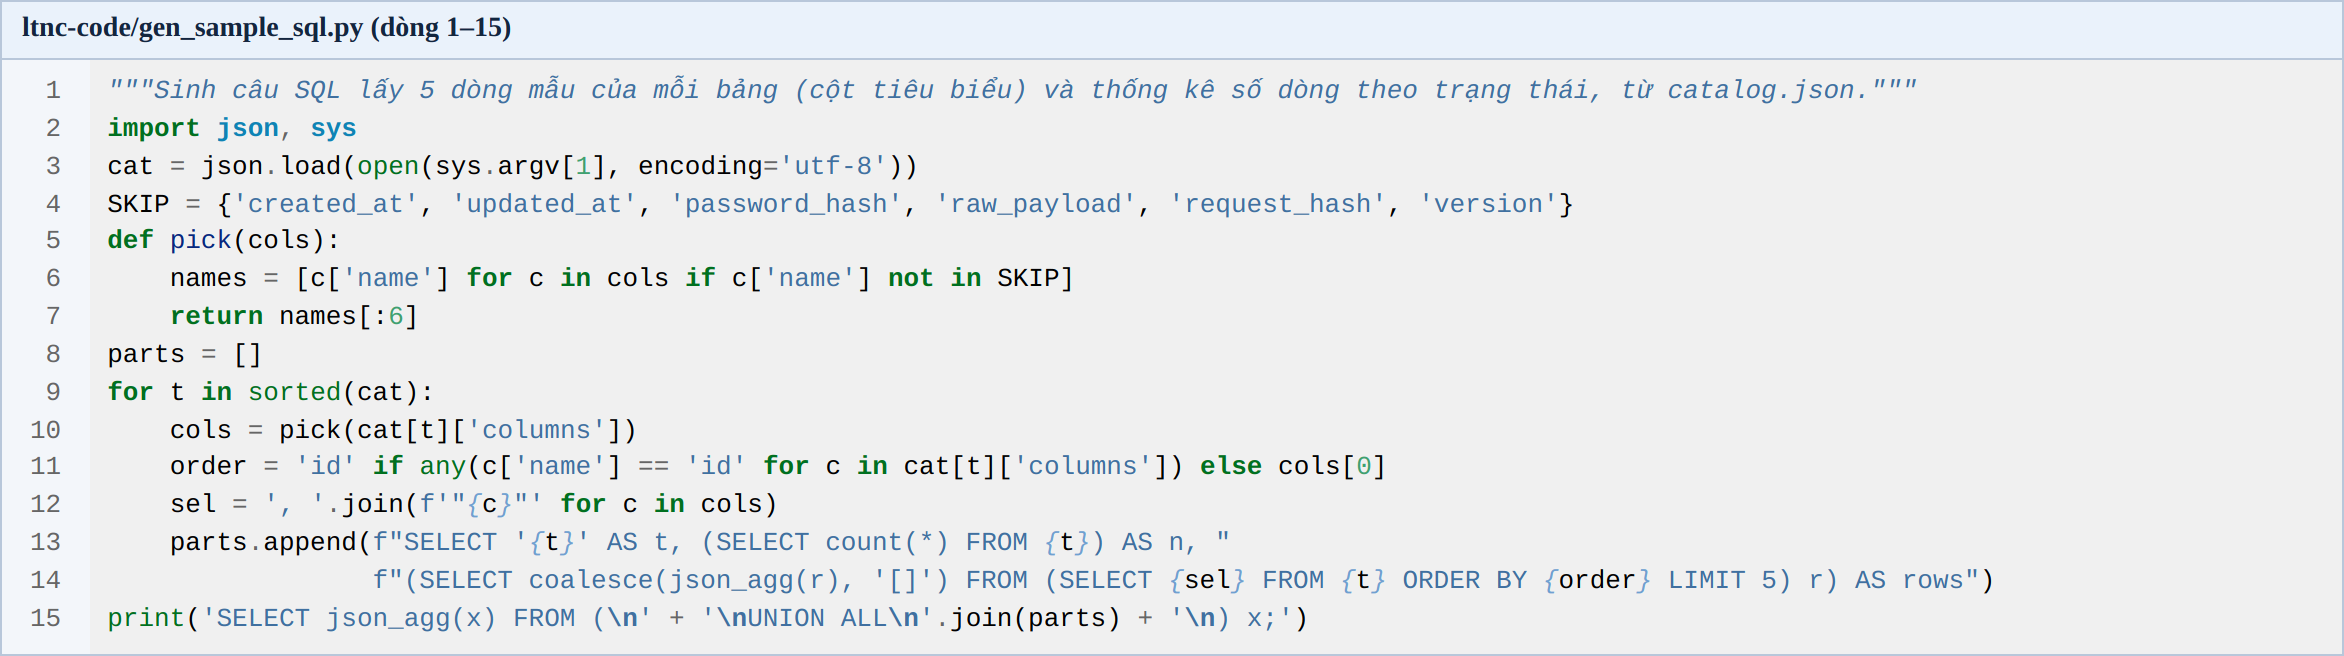 ltnc-code/gen_sample_sql.py (dòng 1–15)
1 """Sinh câu SQL lấy 5 dòng mẫu của mỗi bảng (cột tiêu biểu) và thống kê số dòng theo trạng thái, từ catalog.json."""
2 import json, sys
3 cat = json.load(open(sys.argv[1], encoding='utf-8'))
4 SKIP = {'created_at', 'updated_at', 'password_hash', 'raw_payload', 'request_hash', 'version'}
5 def pick(cols):
6     names = [c['name'] for c in cols if c['name'] not in SKIP]
7     return names[:6]
8 parts = []
9 for t in sorted(cat):
10     cols = pick(cat[t]['columns'])
11     order = 'id' if any(c['name'] == 'id' for c in cat[t]['columns']) else cols[0]
12     sel = ', '.join(f'"{c}"' for c in cols)
13     parts.append(f"SELECT '{t}' AS t, (SELECT count(*) FROM {t}) AS n, "
14                  f"(SELECT coalesce(json_agg(r), '[]') FROM (SELECT {sel} FROM {t} ORDER BY {order} LIMIT 5) r) AS rows")
15 print('SELECT json_agg(x) FROM (\n' + '\nUNION ALL\n'.join(parts) + '\n) x;')